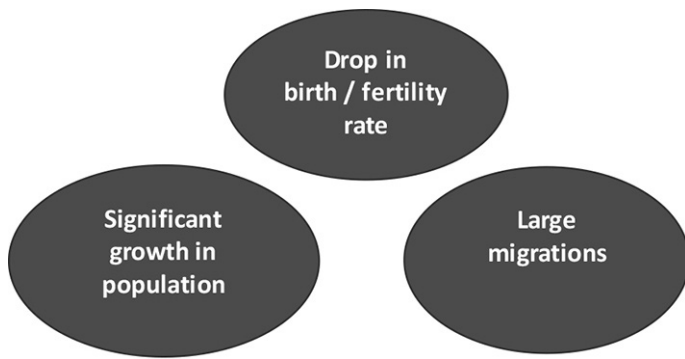 Drop in
birth / fertility
rate
Significant
growth in
population
Large
migrations